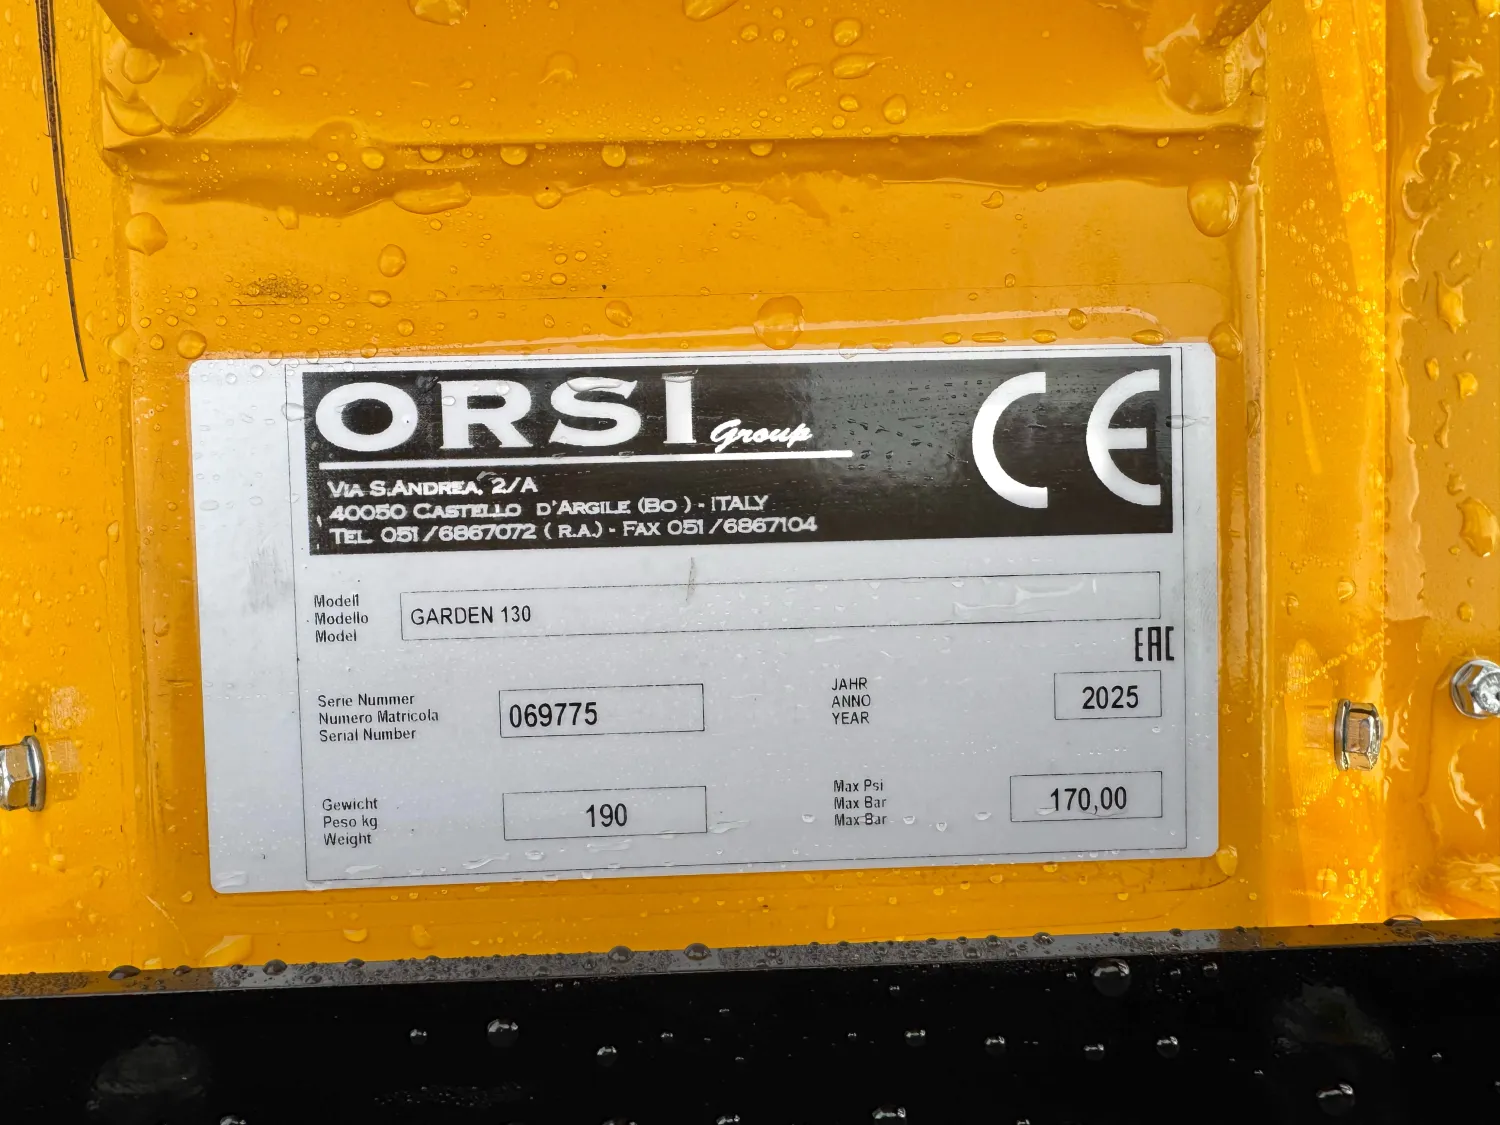 ORSI Group
CE
VIA S.ANDREA, 2/A
40050 CASTELLO D'ARGILE (BO) - ITALY
TEL. 051/6867072 (R.A.) - FAX 051/6867104
Modell
Modello
Model
GARDEN 130
EAC
Serie Nummer
Numero Matricola
Serial Number
069775
JAHR
ANNO
YEAR
2025
Gewicht
Peso kg
Weight
190
Max Psi
Max Bar
Max Bar
170,00